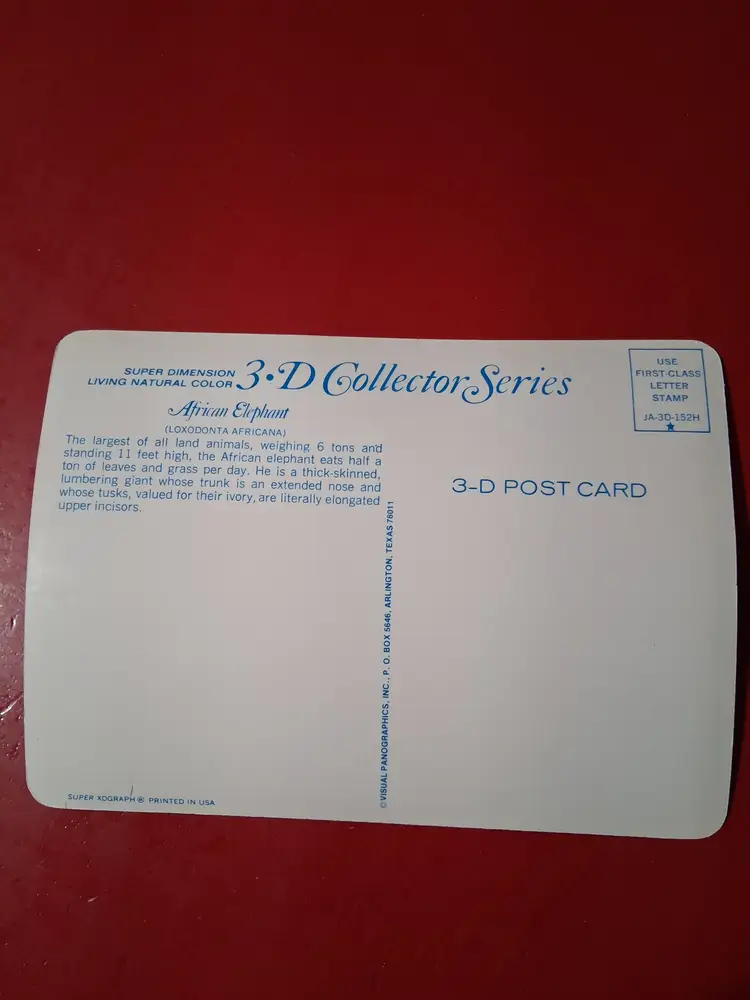 SUPER DIMENSION
LIVING NATURAL COLOR
3·D Collector Series
African Elephant
(LOXODONTA AFRICANA)
The largest of all land animals, weighing 6 tons and
standing 11 feet high, the African elephant eats half a
ton of leaves and grass per day. He is a thick-skinned,
lumbering giant whose trunk is an extended nose and
whose tusks, valued for their ivory, are literally elongated
upper incisors.
SUPER XOGRAPH ® PRINTED IN USA
© VISUAL PANOGRAPHICS, INC., P. O. BOX 5646, ARLINGTON, TEXAS 76011
USE
FIRST-CLASS
LETTER
STAMP
JA-3D-152H
3-D POST CARD